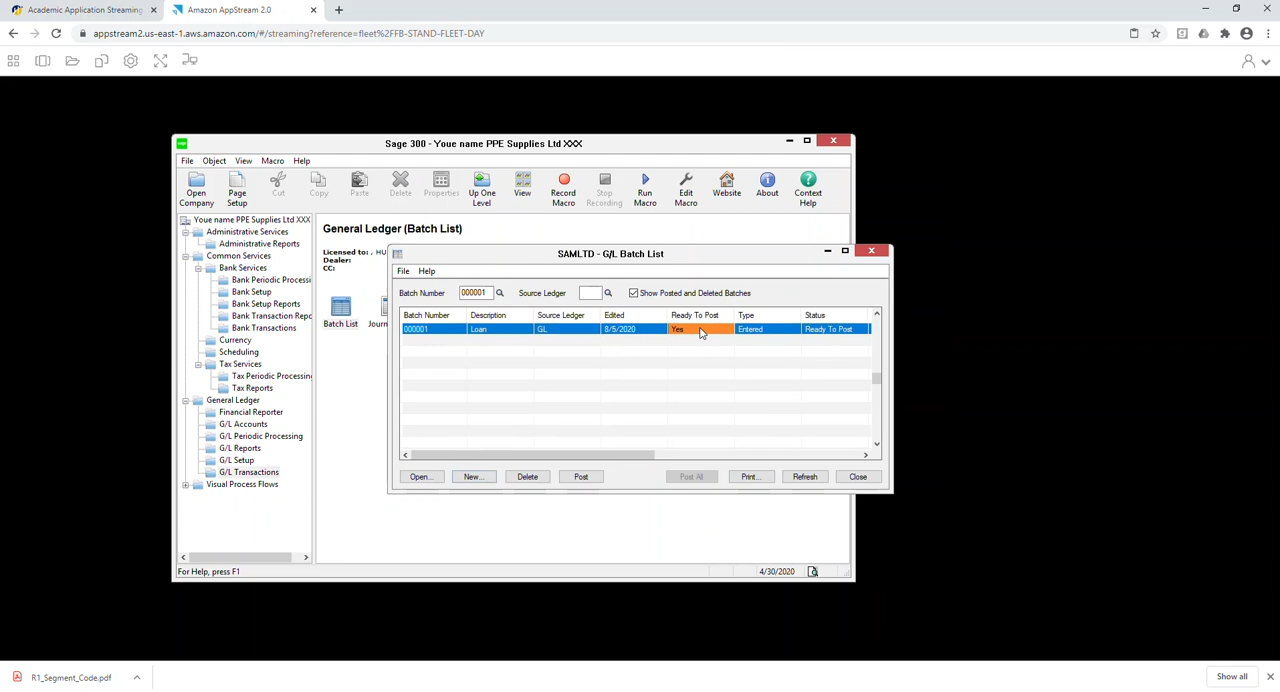 Academic Application Streaming
Amazon AppStream 2.0
appstream2.us-east-1.aws.amazon.com/#/streaming?reference=fleet%2FFB-STAND-FLEET-DAY
Sage 300 - Youe name PPE Supplies Ltd XXX
File Object View Macro Help
Open Company
Page Setup
Cut
Copy
Paste
Delete
Properties
Up One Level
View
Record Macro
Stop Recording
Run Macro
Edit Macro
Website
About
Context Help
Youe name PPE Supplies Ltd XXX
Administrative Services
Administrative Reports
Common Services
Bank Services
Bank Periodic Processi
Bank Setup
Bank Setup Reports
Bank Transaction Repo
Bank Transactions
Currency
Scheduling
Tax Services
Tax Periodic Processing
Tax Reports
General Ledger
Financial Reporter
G/L Accounts
G/L Periodic Processing
G/L Reports
G/L Setup
G/L Transactions
Visual Process Flows
General Ledger (Batch List)
Licensed to: , HU
Dealer:
CC:
Batch List
Journ
SAMLTD - G/L Batch List
File Help
Batch Number 000001 Source Ledger Show Posted and Deleted Batches
Batch Number Description Source Ledger Edited Ready To Post Type Status
000001 Loan GL 8/5/2020 Yes Entered Ready To Post
Open... New... Delete Post Post All Print... Refresh Close
For Help, press F1
4/30/2020
R1_Segment_Code.pdf
Show all